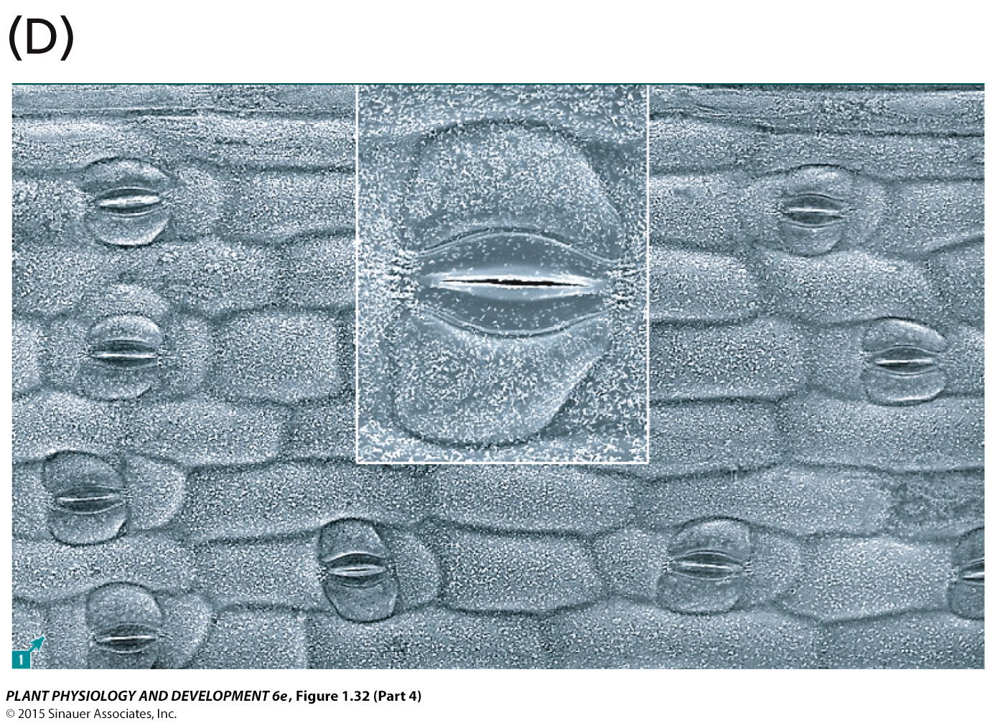 (D)
1
PLANT PHYSIOLOGY AND DEVELOPMENT 6e, Figure 1.32 (Part 4)
© 2015 Sinauer Associates, Inc.